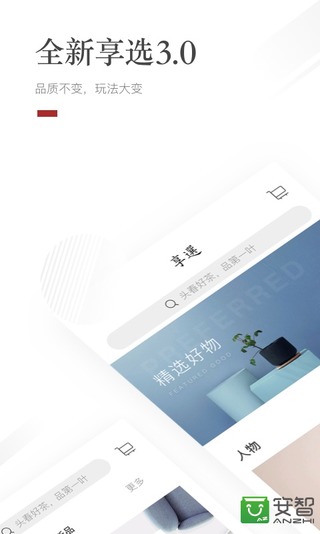 全新享选3.0
品质不变，玩法大变
享選
头春好茶，品第一叶
PREFERRED
精选好物
FEATURED GOOD
人物
头春好茶，品第一叶
更多
品
安智
ANZHI